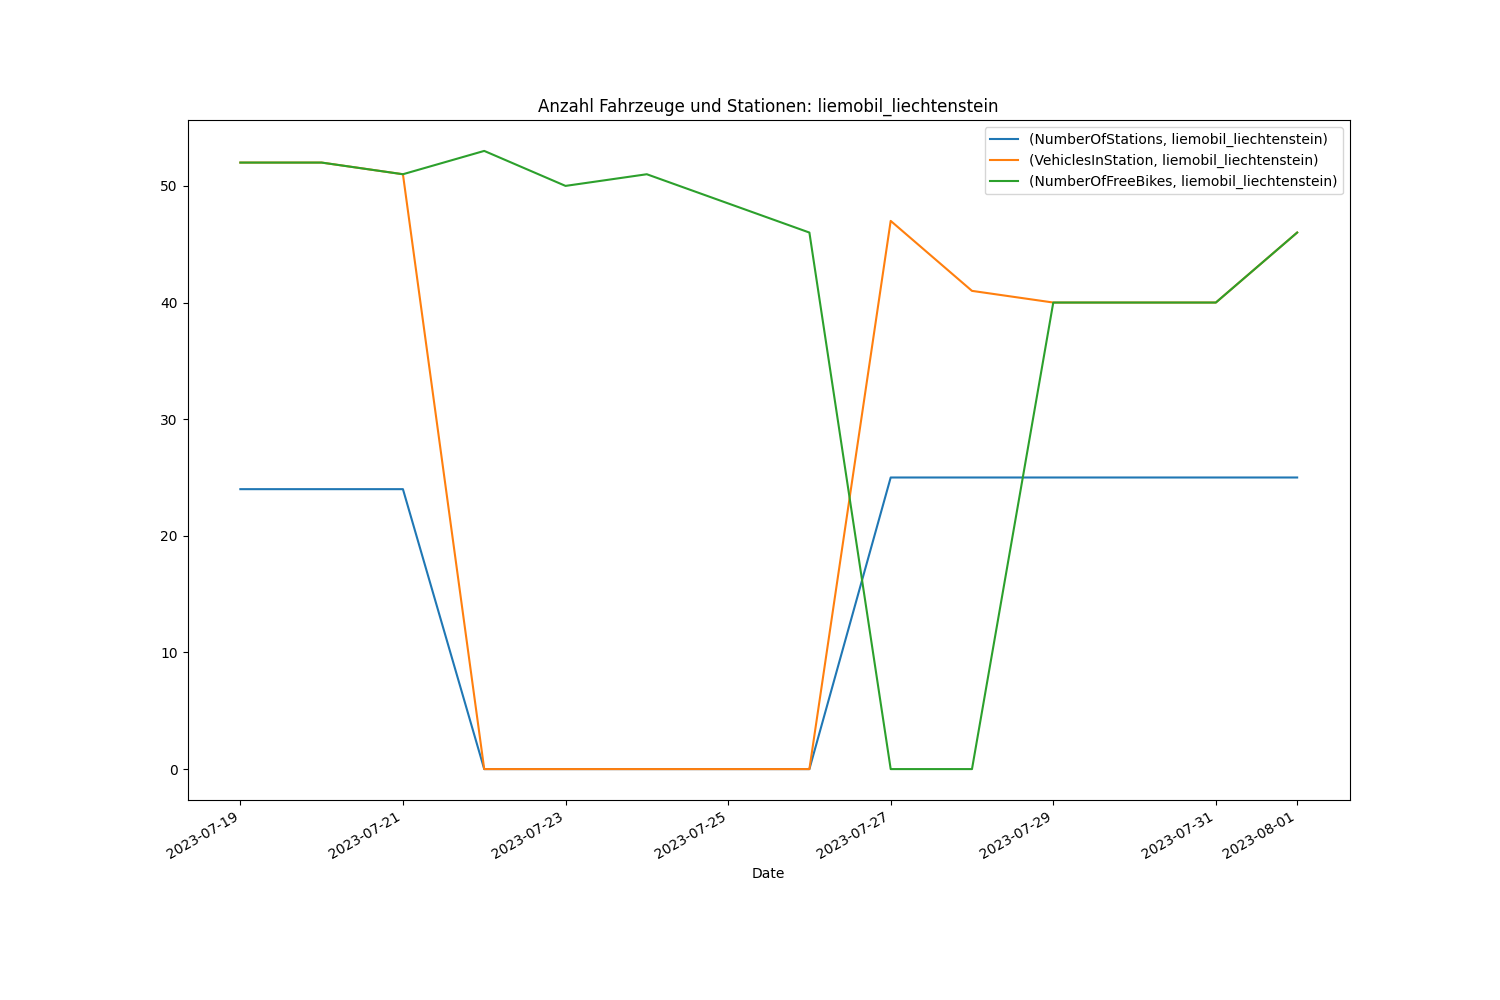 Anzahl Fahrzeuge und Stationen: liemobil_liechtenstein
(NumberOfStations, liemobil_liechtenstein)
(VehiclesInStation, liemobil_liechtenstein)
(NumberOfFreeBikes, liemobil_liechtenstein)
50
40
30
20
10
0
2023-07-19
2023-07-21
2023-07-23
2023-07-25
2023-07-27
2023-07-29
2023-07-31
2023-08-01
Date